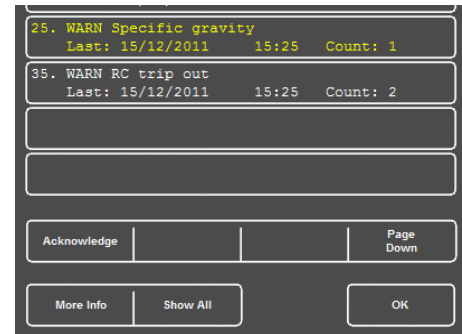 25. WARN Specific gravity
Last: 15/12/2011 15:25 Count: 1
35. WARN RC trip out
Last: 15/12/2011 15:25 Count: 2
Acknowledge
Page
Down
More Info
Show All
OK